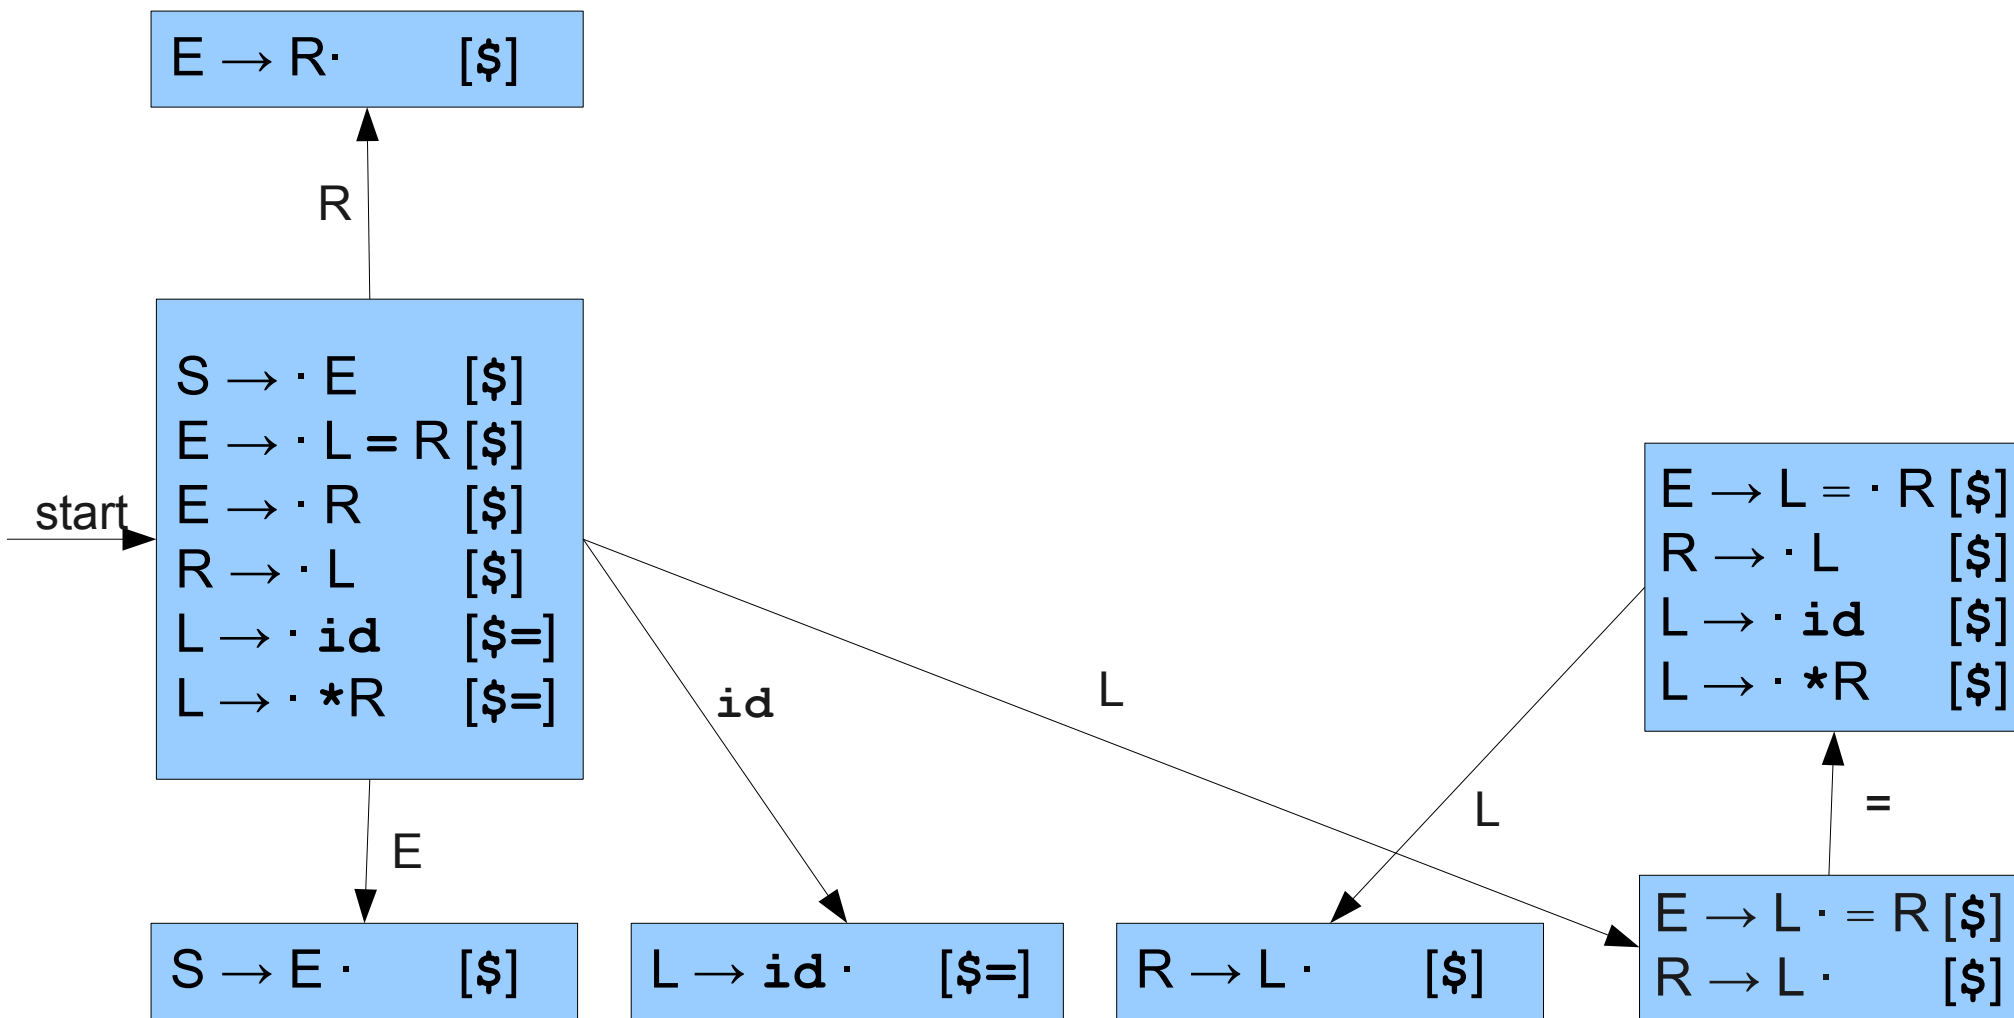 E → R· [$]
R
S → · E [$]
E → · L = R [$]
E → · R [$]
R → · L [$]
L → · id [$=]
L → · *R [$=]
start
E
S → E · [$]
id
L → id · [$=]
L
L
R → L · [$]
E → L = · R [$]
R → · L [$]
L → · id [$]
L → · *R [$]
=
E → L · = R [$]
R → L · [$]